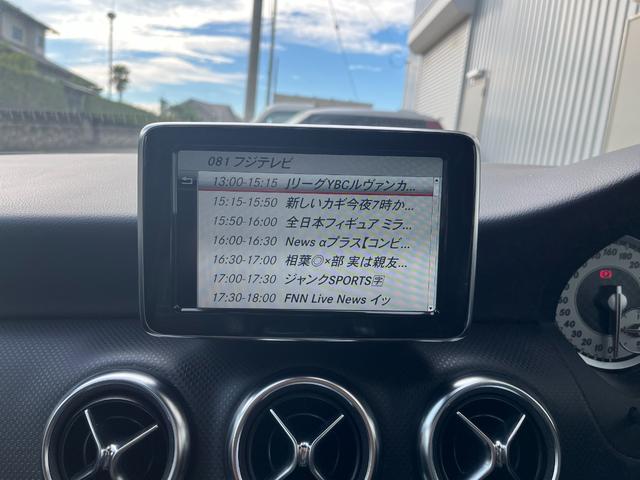 081 フジテレビ
13:00-15:15 JリーグYBCルヴァンカ...
15:15-15:50 新しいカギ今夜7時か...
15:50-16:00 全日本フィギュア ミラ...
16:00-16:30 News αプラス【コンビ...
16:30-17:00 相葉◎×部 実は親友...
17:00-17:30 ジャンクSPORTS🈑
17:30-18:00 FNN Live News イッ